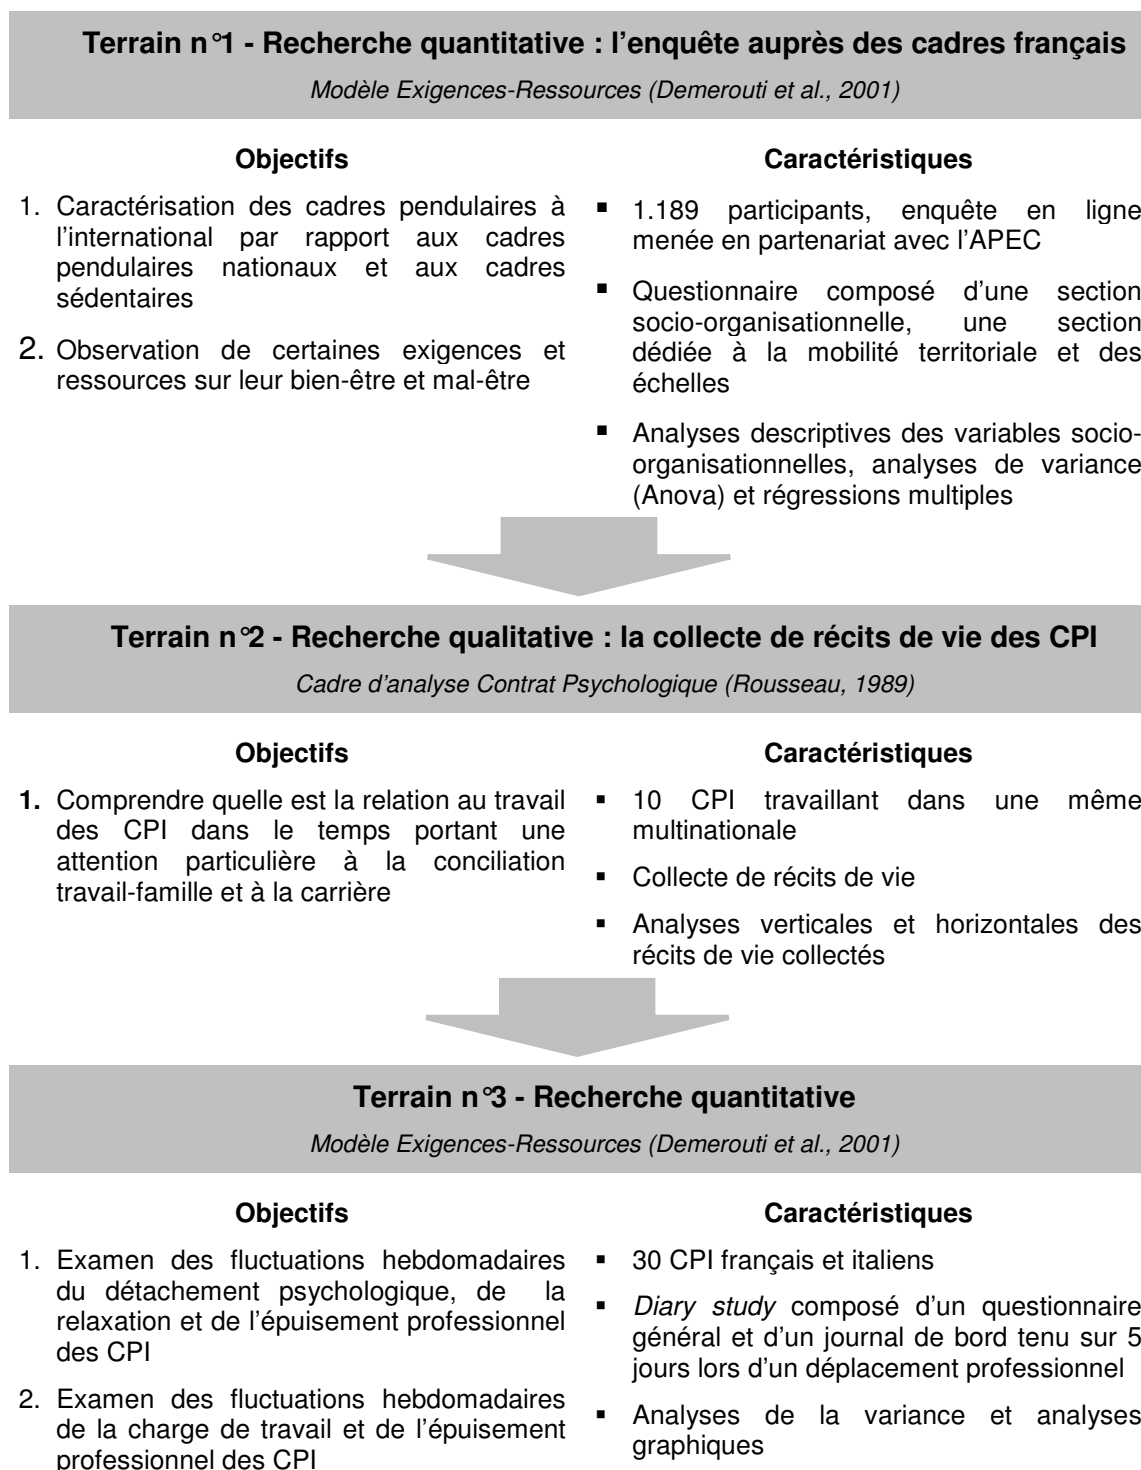 Terrain n°1 - Recherche quantitative : l'enquête auprès des cadres français
Modèle Exigences-Ressources (Demerouti et al., 2001)
Objectifs
1. Caractérisation des cadres pendulaires à
l'international par rapport aux cadres
pendulaires nationaux et aux cadres
sédentaires
2. Observation de certaines exigences et
ressources sur leur bien-être et mal-être
Caractéristiques
▪ 1.189 participants, enquête en ligne
menée en partenariat avec l'APEC
▪ Questionnaire composé d'une section
socio-organisationnelle, une section
dédiée à la mobilité territoriale et des
échelles
▪ Analyses descriptives des variables socio-
organisationnelles, analyses de variance
(Anova) et régressions multiples
Terrain n°2 - Recherche qualitative : la collecte de récits de vie des CPI
Cadre d'analyse Contrat Psychologique (Rousseau, 1989)
Objectifs
1. Comprendre quelle est la relation au travail
des CPI dans le temps portant une
attention particulière à la conciliation
travail-famille et à la carrière
Caractéristiques
▪ 10 CPI travaillant dans une même
multinationale
▪ Collecte de récits de vie
▪ Analyses verticales et horizontales des
récits de vie collectés
Terrain n°3 - Recherche quantitative
Modèle Exigences-Ressources (Demerouti et al., 2001)
Objectifs
1. Examen des fluctuations hebdomadaires
du détachement psychologique, de la
relaxation et de l'épuisement professionnel
des CPI
2. Examen des fluctuations hebdomadaires
de la charge de travail et de l'épuisement
professionnel des CPI
Caractéristiques
▪ 30 CPI français et italiens
▪ Diary study composé d'un questionnaire
général et d'un journal de bord tenu sur 5
jours lors d'un déplacement professionnel
▪ Analyses de la variance et analyses
graphiques